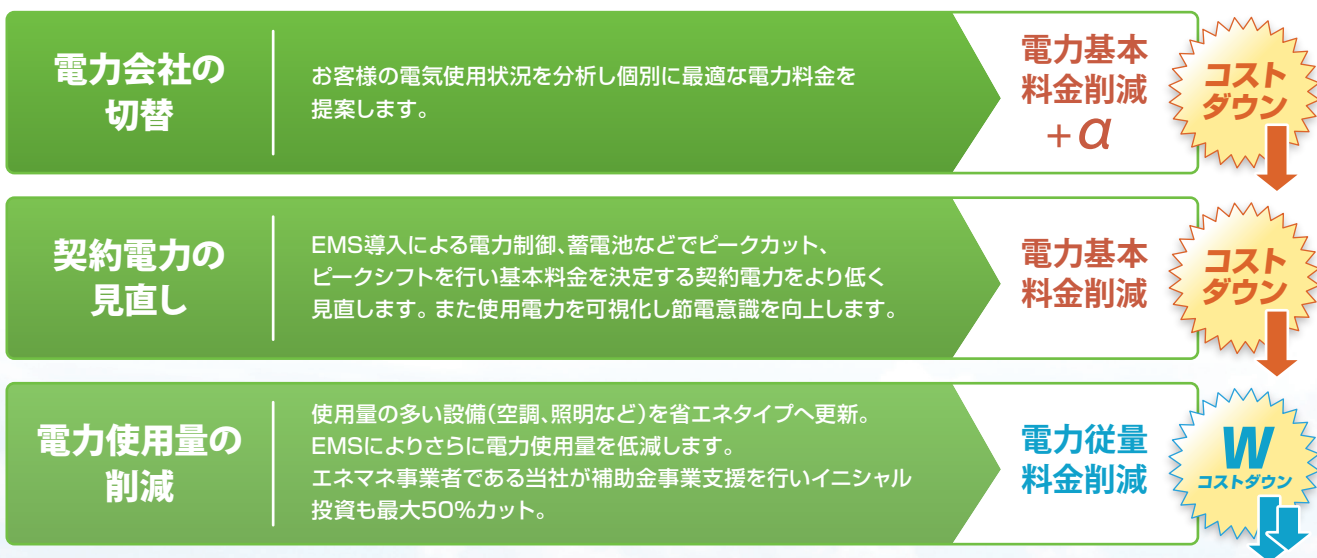 電力会社の
切替
お客様の電気使用状況を分析し個別に最適な電力料金を
提案します。
電力基本
料金削減
+α
コスト
ダウン
契約電力の
見直し
EMS導入による電力制御、蓄電池などでピークカット、
ピークシフトを行い基本料金を決定する契約電力をより低く
見直します。また使用電力を可視化し節電意識を向上します。
電力基本
料金削減
コスト
ダウン
電力使用量の
削減
使用量の多い設備(空調、照明など)を省エネタイプへ更新。
EMSによりさらに電力使用量を低減します。
エネマネ事業者である当社が補助金事業支援を行いイニシャル
投資も最大50%カット。
電力従量
料金削減
W
コストダウン